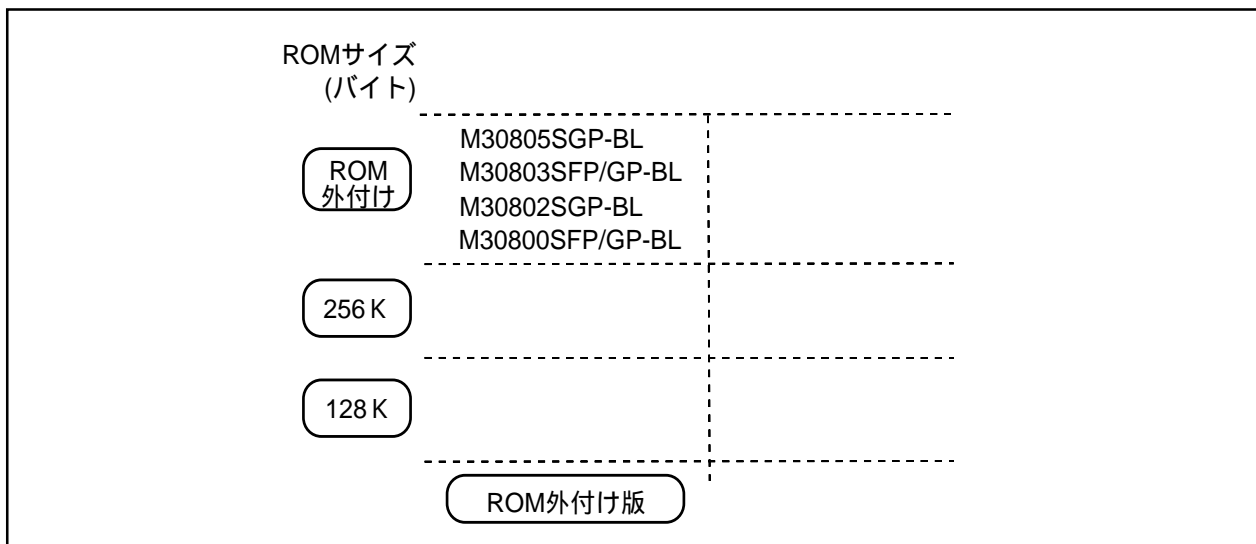 ROMサイズ
(バイト)
ROM
外付け
M30805SGP-BL
M30803SFP/GP-BL
M30802SGP-BL
M30800SFP/GP-BL
256 K
128 K
ROM外付け版